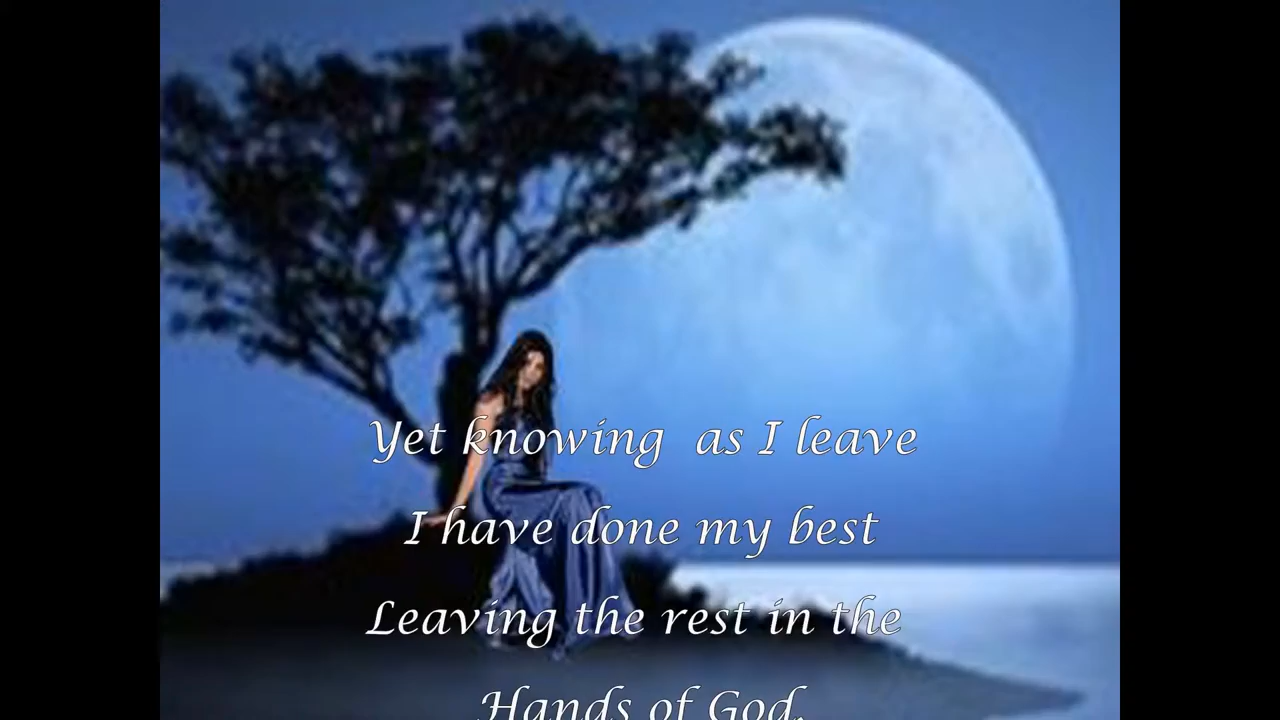 Yet knowing as I leave
I have done my best
Leaving the rest in the
Hands of God.